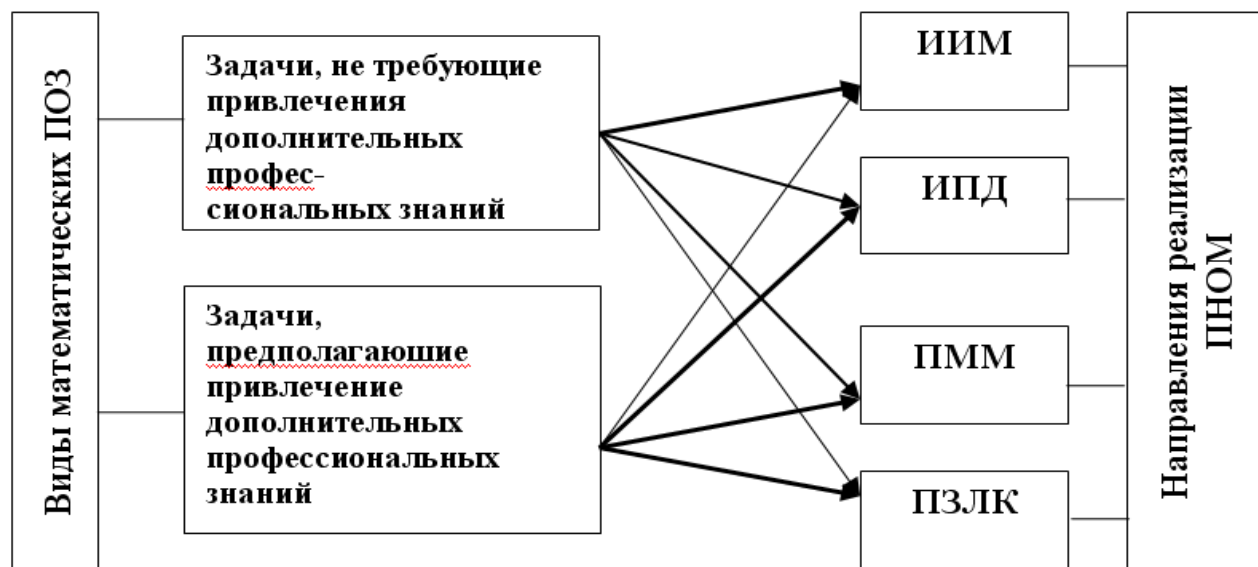 Виды математических ПОЗ
Задачи, не требующие
привлечения
дополнительных
профес-
сиональных знаний
Задачи,
предполагаюшие
привлечение
дополнительных
профессиональных
знаний
ИИМ
ИПД
ПММ
ПЗЛК
Направления реализации
ПНОМ